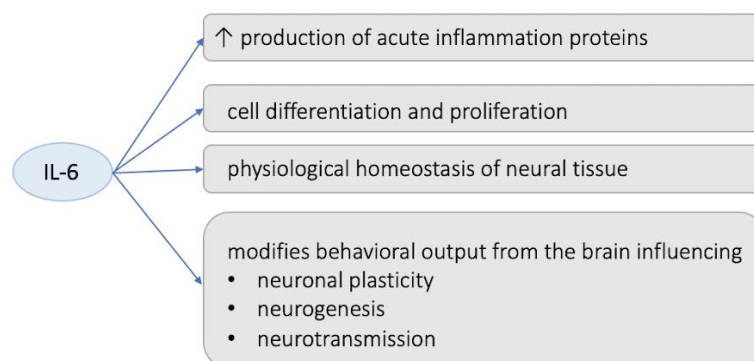 ↑ production of acute inflammation proteins
cell differentiation and proliferation
IL-6
physiological homeostasis of neural tissue
modifies behavioral output from the brain influencing
• neuronal plasticity
• neurogenesis
• neurotransmission